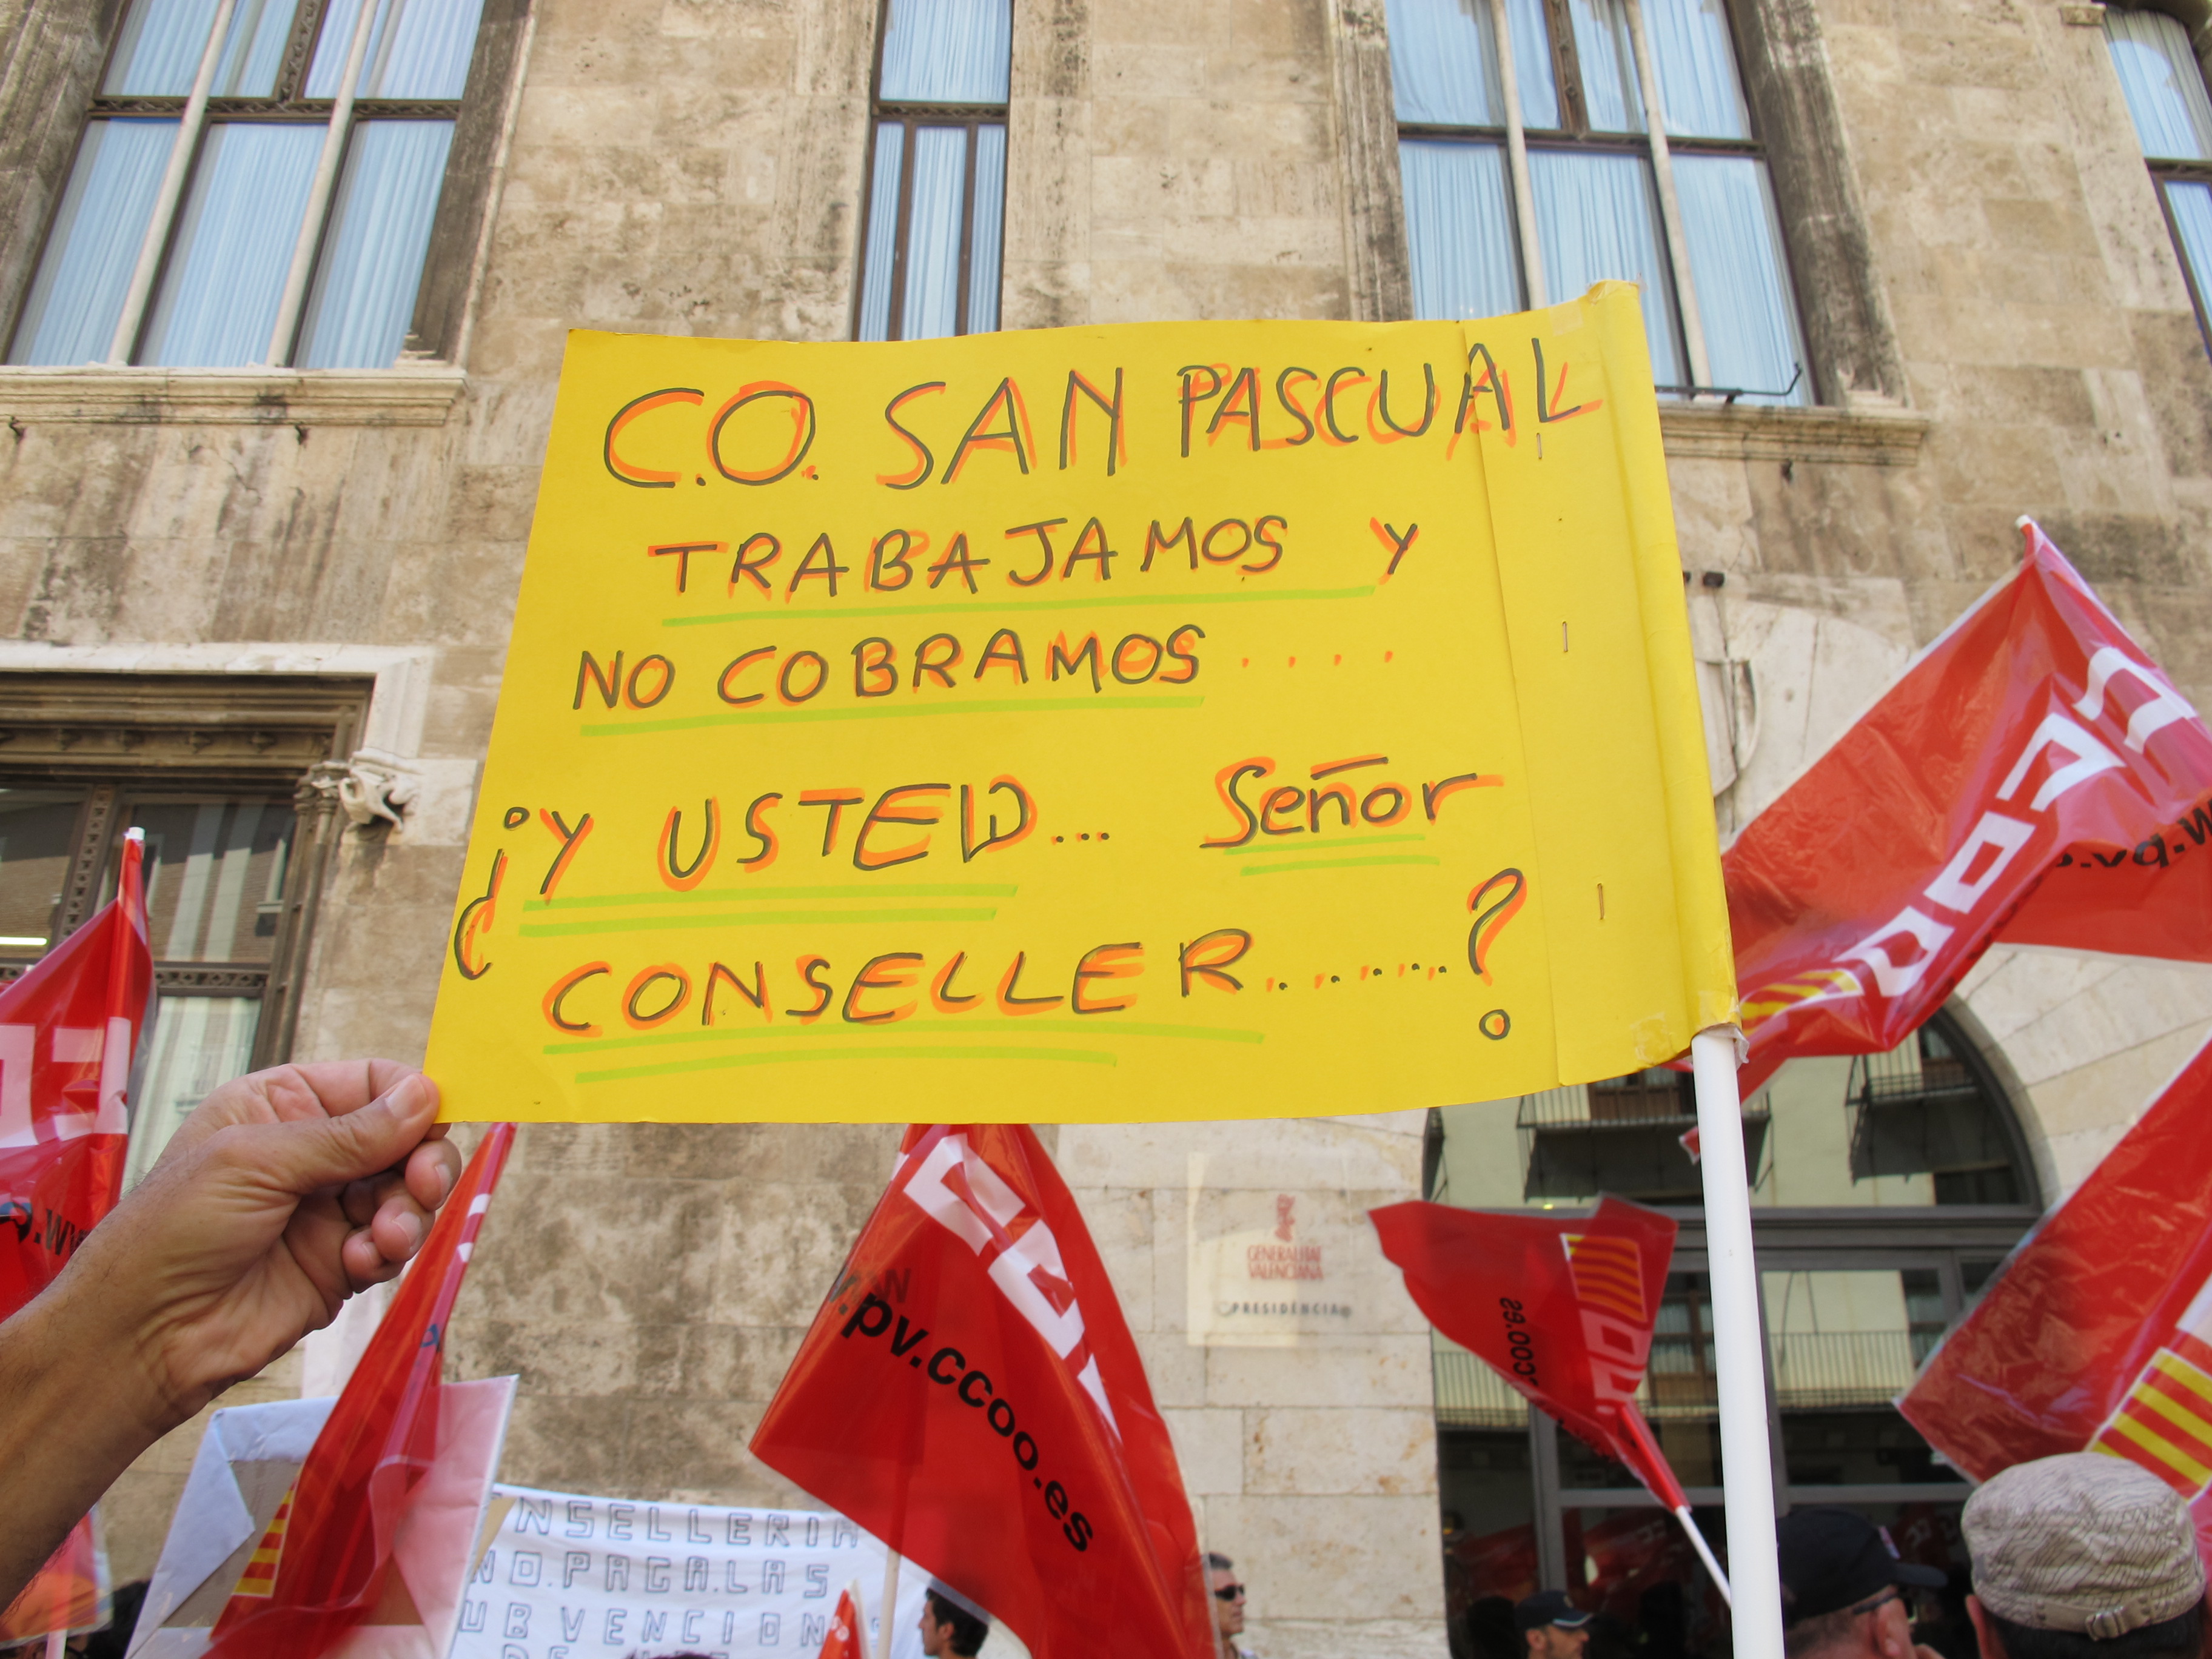 C.O. SAN PASCUAL
TRABAJAMOS Y
NO COBRAMOS....
¿Y USTED... Señor
CONSELLER.......?
GENERALITAT
VALENCIANA
PRESIDÈNCIA
.pv.ccoo.es
ccoo.es
NSELLERIA
NO.PAGA.LAS
UBVENCION